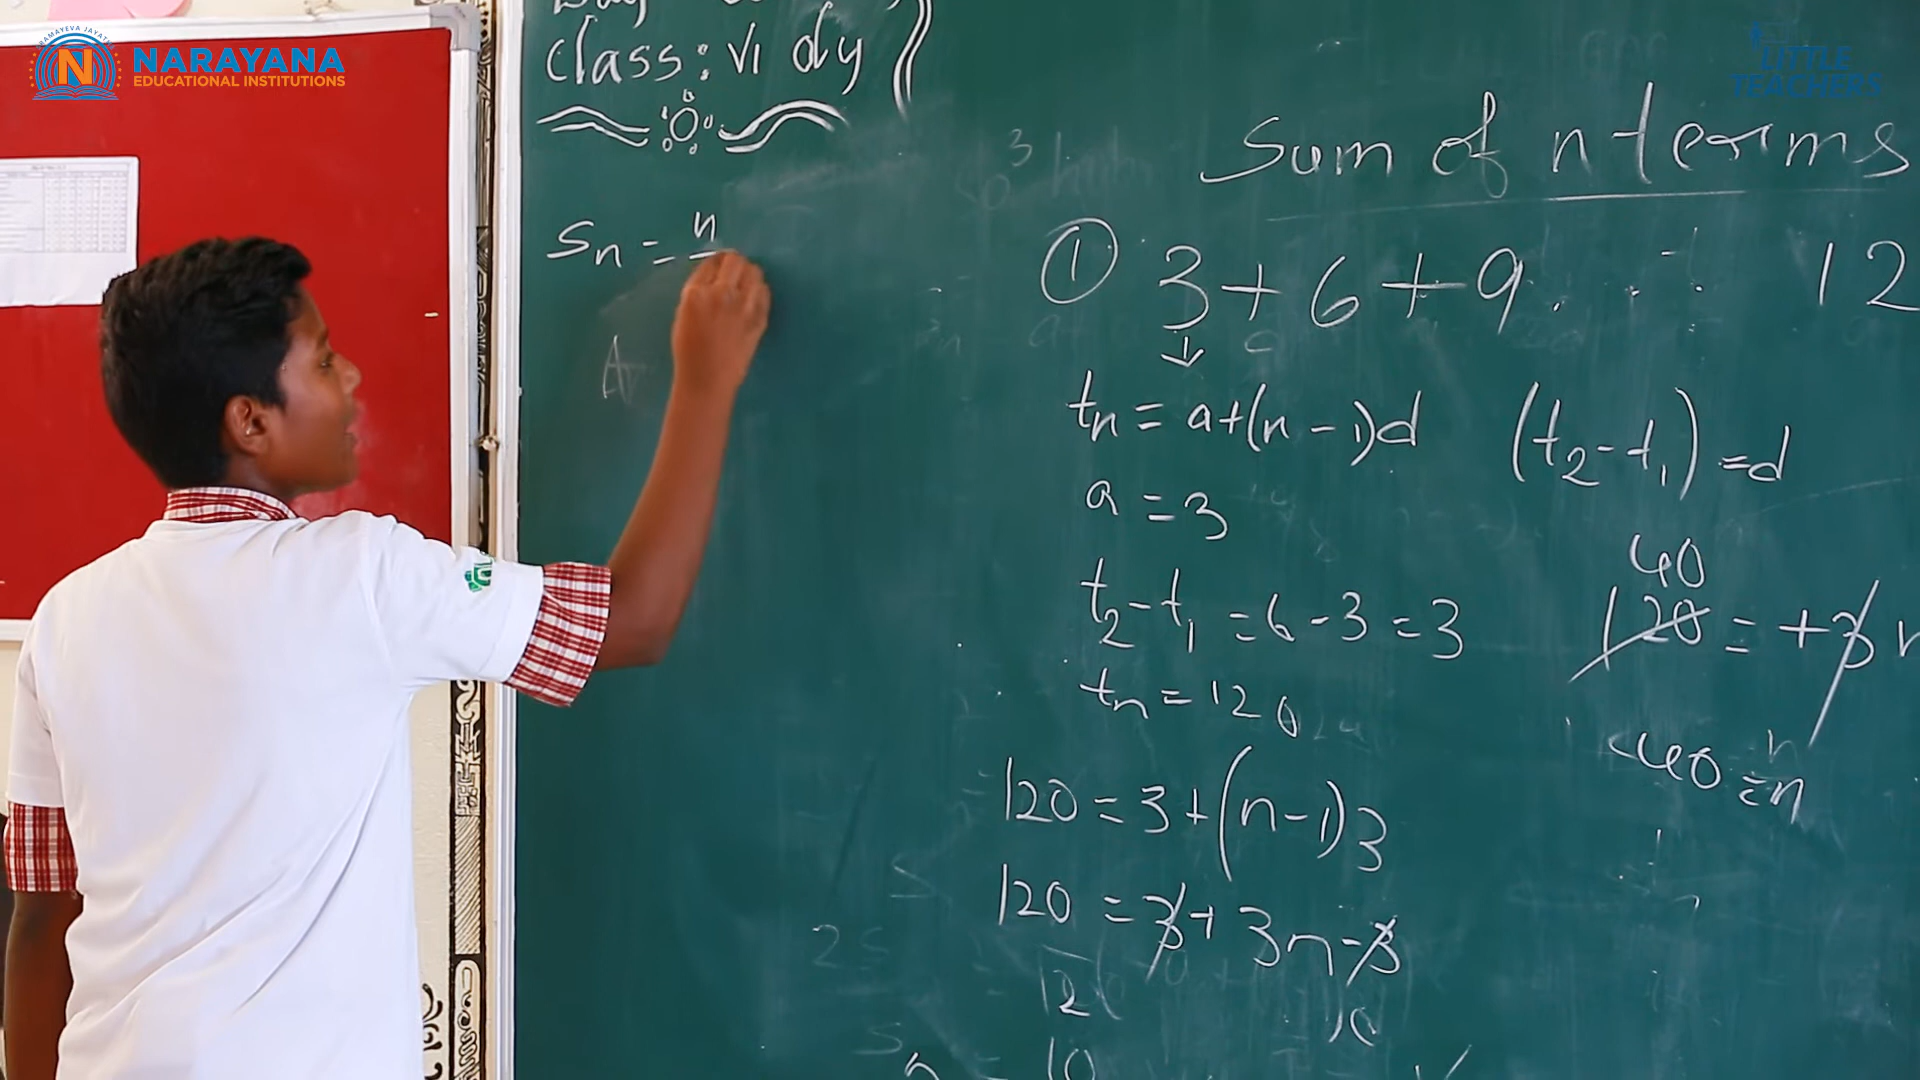 NARAYANA
EDUCATIONAL INSTITUTIONS
LITTLE
TEACHERS
class: VI
Sn = n
Sum of n terms
① 3 + 6 + 9 . . . . 12
tn = a+(n-1)d (t2-t1) = d
a = 3
t2-t1 = 6-3 = 3
40
120 = +3
tn = 120
40 = n
120 = 3+(n-1)3
120 = 3+3n-3